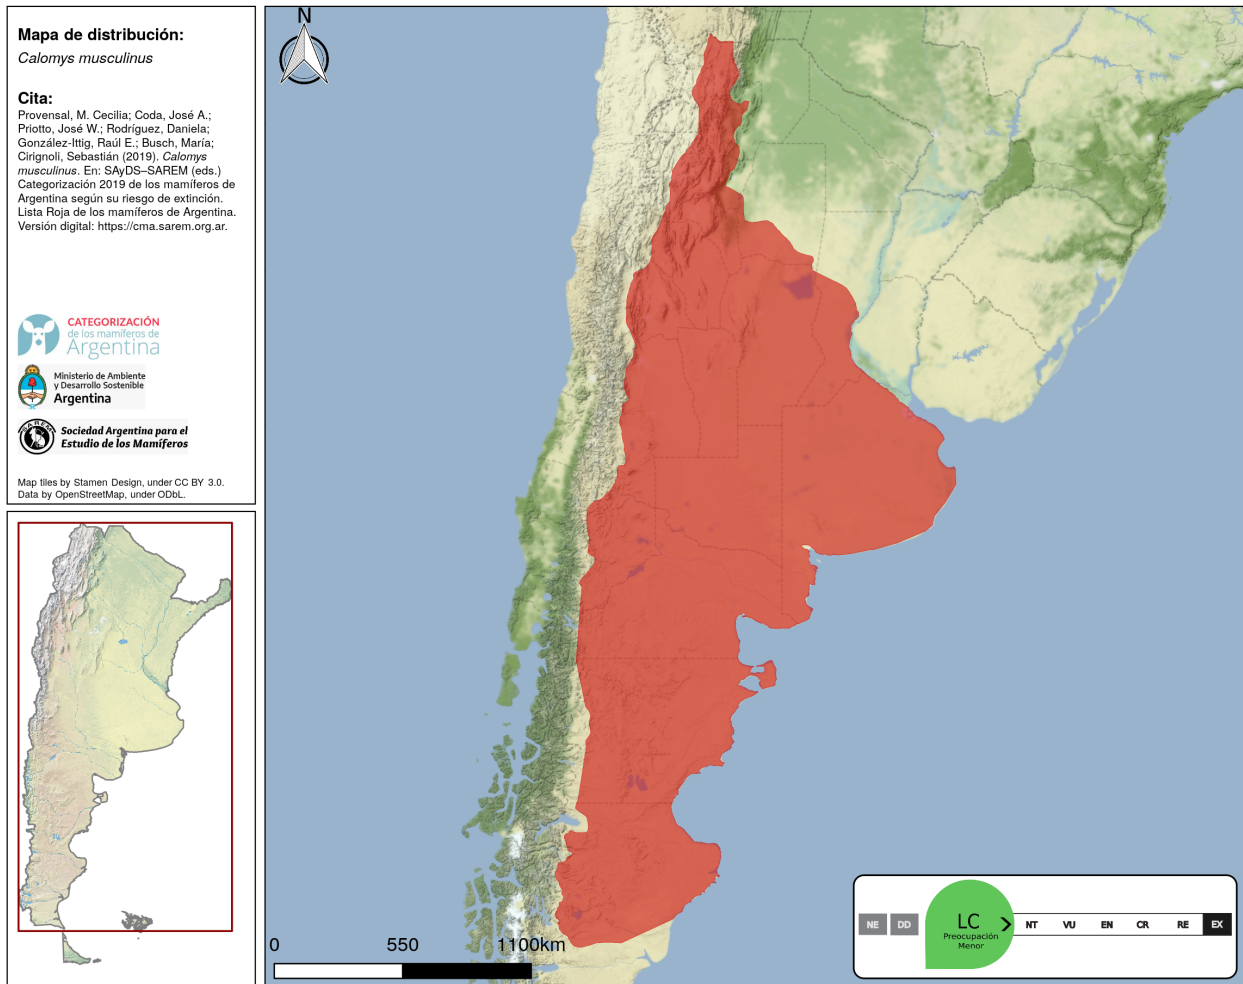 Mapa de distribución:
Calomys musculinus
Cita:
Provensal, M. Cecilia; Coda, José A.;
Priotto, José W.; Rodríguez, Daniela;
González-Ittig, Raúl E.; Busch, María;
Cirignoli, Sebastián (2019). Calomys
musculinus. En: SAyDS–SAREM (eds.)
Categorización 2019 de los mamíferos de
Argentina según su riesgo de extinción.
Lista Roja de los mamíferos de Argentina.
Versión digital: https://cma.sarem.org.ar.
CATEGORIZACIÓN
de los mamíferos de
Argentina
Ministerio de Ambiente
y Desarrollo Sostenible
Argentina
SAREM
Sociedad Argentina para el
Estudio de los Mamíferos
Map tiles by Stamen Design, under CC BY 3.0.
Data by OpenStreetMap, under ODbL.
N
0 550 1100km
NE DD LC NT VU EN CR RE EX
Preocupación
Menor